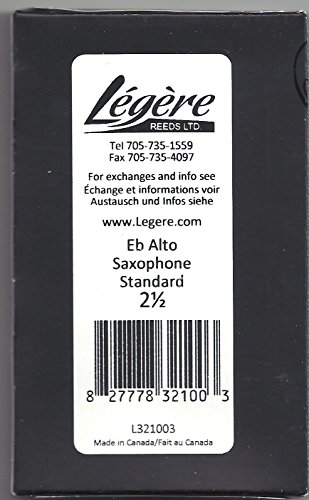 Légère
REEDS LTD
Tel 705-735-1559
Fax 705-735-4097
For exchanges and info see
Échange et informations voir
Austausch und Infos siehe
www.Legere.com
Eb Alto
Saxophone
Standard
2½
8 27778 32100 3
L321003
Made in Canada/Fait au Canada